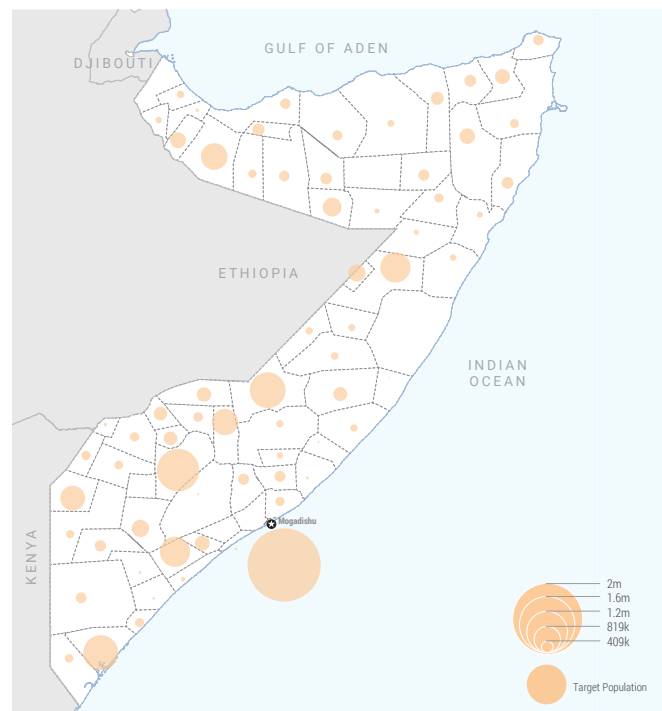 GULF OF ADEN
DJIBOUTI
ETHIOPIA
INDIAN
OCEAN
Mogadishu
KENYA
2m
1.6m
1.2m
819k
409k
Target Population